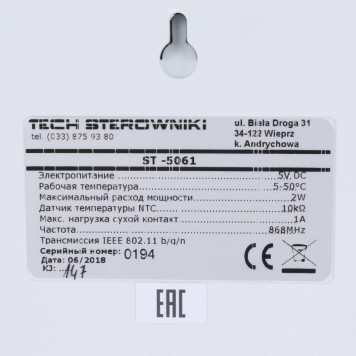 TECH STEROWNIKI
tel. (033) 875 93 80
ul. Biała Droga 31
34-122 Wieprz
k. Andrychowa
ST -5061
Электропитание 5V DC
Рабочая температура 5-50°C
Максимальный расход мощности 2W
Датчик температуры NTC 10kΩ
Макс. нагрузка сухой контакт 1A
Частота 868MHz
Трансмиссия IEEE 802.11 b/g/n
Серийный номер: 0194
Дата: 06/2018
KJ: 147
CE
EAC